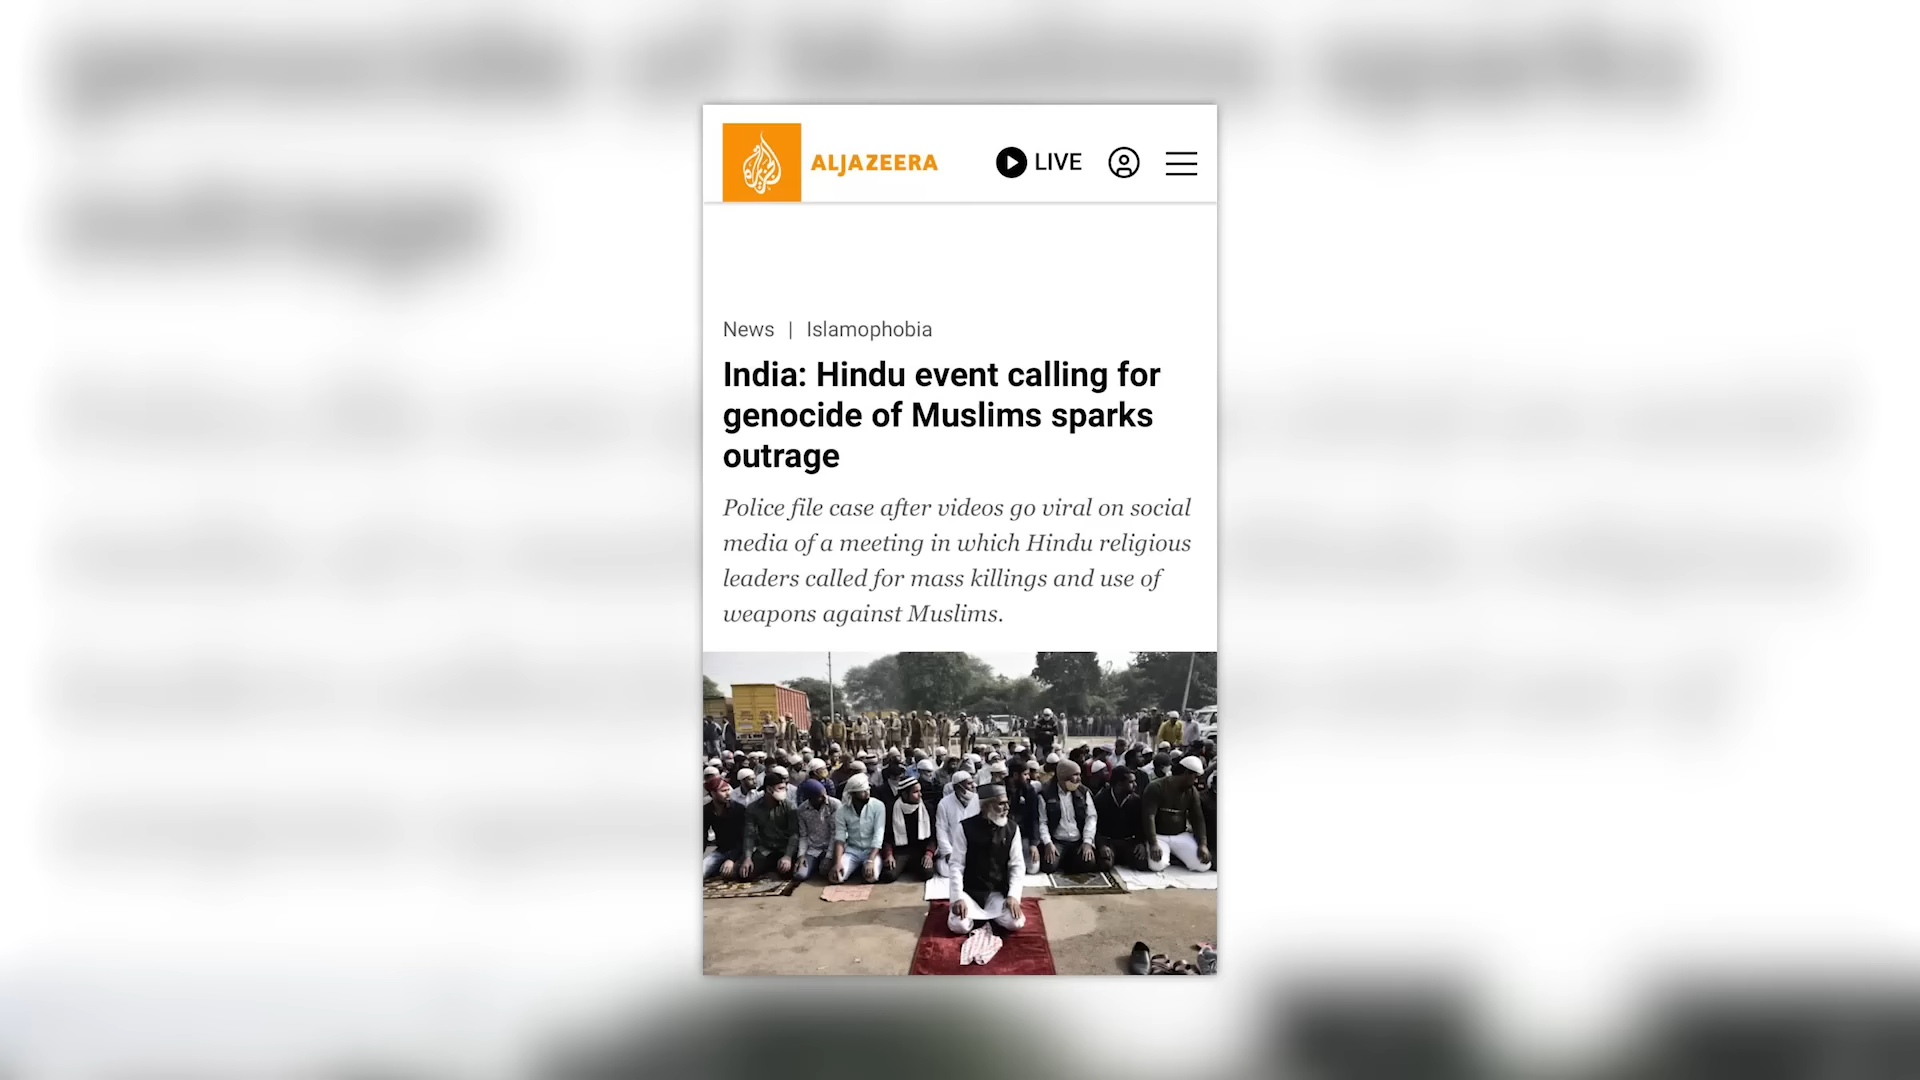 ALJAZEERA
LIVE
News | Islamophobia
India: Hindu event calling for
genocide of Muslims sparks
outrage
Police file case after videos go viral on social
media of a meeting in which Hindu religious
leaders called for mass killings and use of
weapons against Muslims.